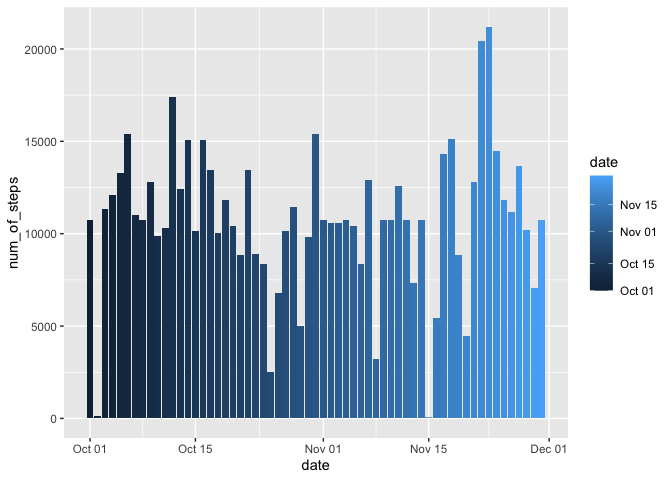 num_of_steps
20000
15000
10000
5000
0
Oct 01
Oct 15
Nov 01
Nov 15
Dec 01
date
date
Nov 15
Nov 01
Oct 15
Oct 01